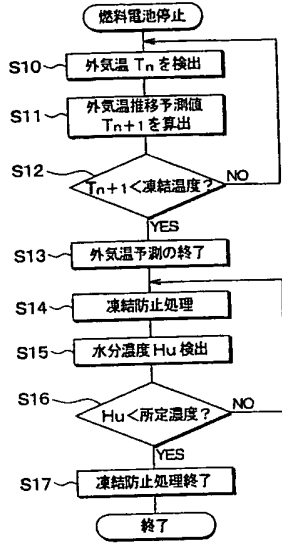 燃料電池停止
S10 外気温 Tnを検出
S11 外気温推移予測値
Tn+1を算出
S12 Tn+1<凍結温度?
NO
YES
S13 外気温予測の終了
S14 凍結防止処理
S15 水分濃度 Hu 検出
S16 Hu<所定濃度?
NO
YES
S17 凍結防止処理終了
終了